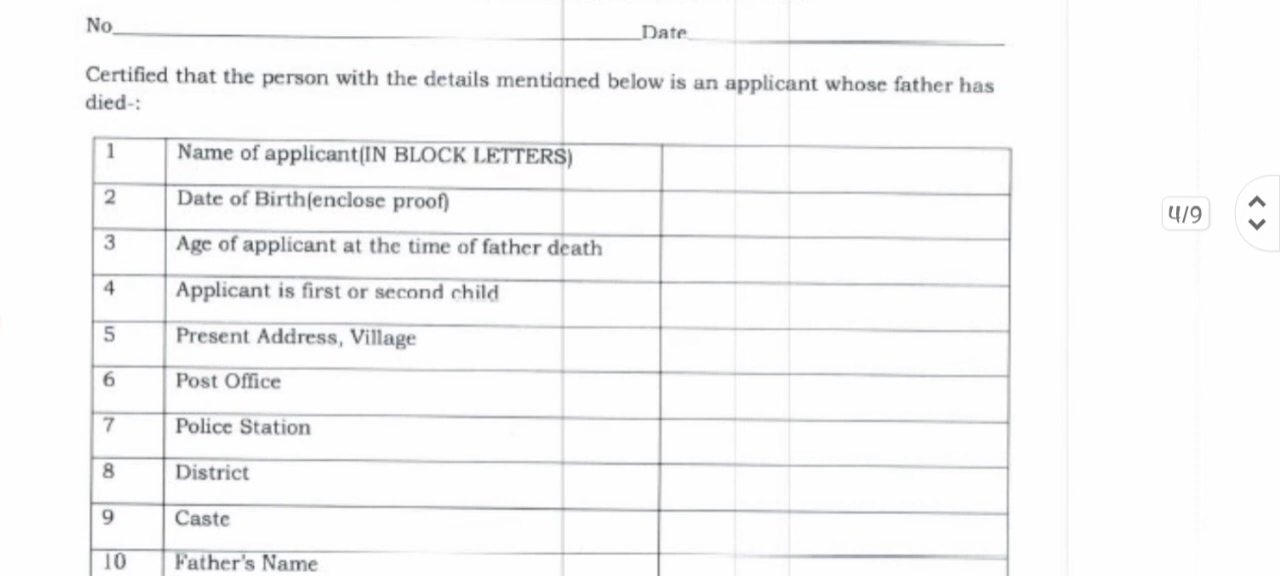 No Date
Certified that the person with the details mentioned below is an applicant whose father has
died-:
1 Name of applicant(IN BLOCK LETTERS)
2 Date of Birth(enclose proof)
3 Age of applicant at the time of father death
4 Applicant is first or second child
5 Present Address, Village
6 Post Office
7 Police Station
8 District
9 Caste
10 Father's Name
4/9